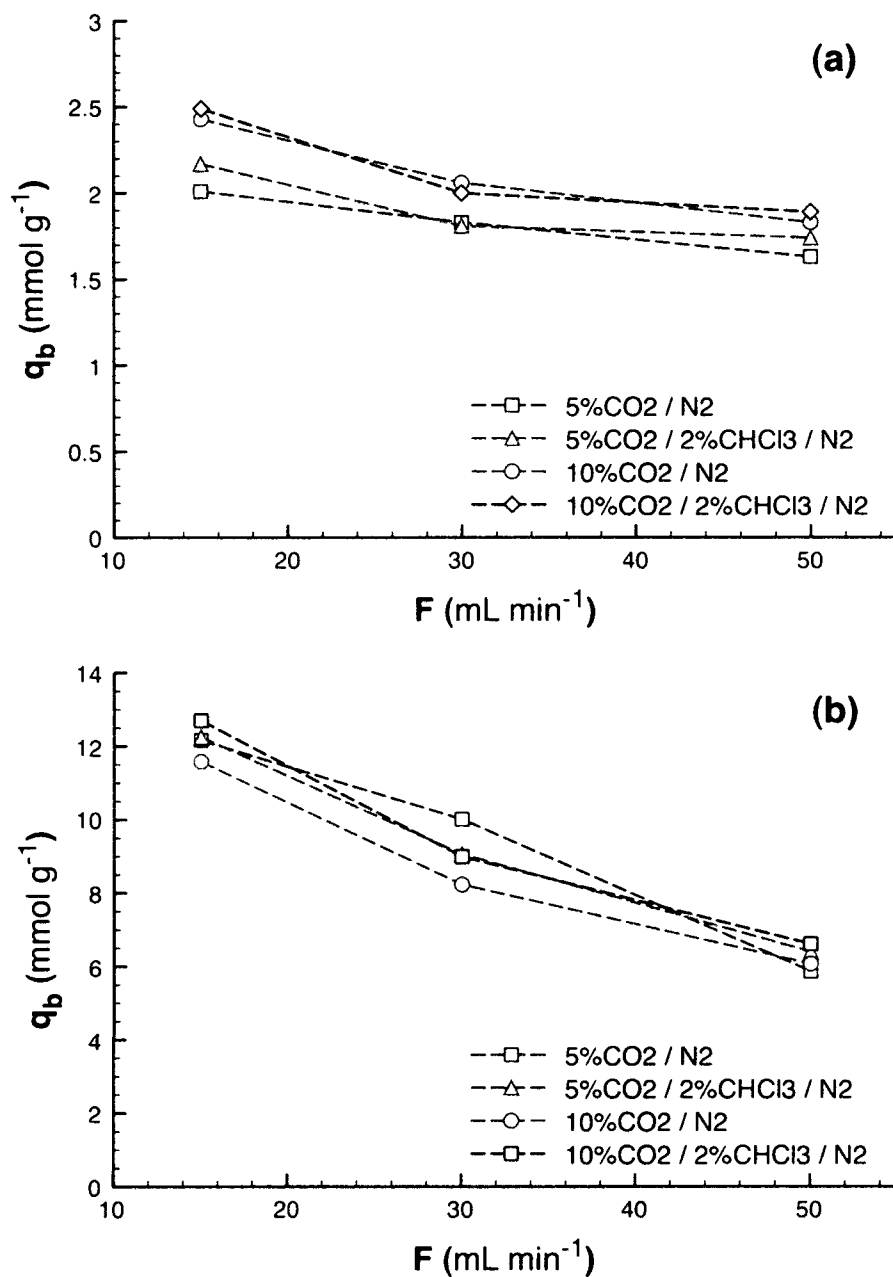 (a)
3
2.5
2
1.5
1
0.5
0
q_b (mmol g⁻¹)
5%CO2 / N2
5%CO2 / 2%CHCl3 / N2
10%CO2 / N2
10%CO2 / 2%CHCl3 / N2
10 20 30 40 50
F (mL min⁻¹)
(b)
14
12
10
8
6
4
2
0
q_b (mmol g⁻¹)
5%CO2 / N2
5%CO2 / 2%CHCl3 / N2
10%CO2 / N2
10%CO2 / 2%CHCl3 / N2
10 20 30 40 50
F (mL min⁻¹)